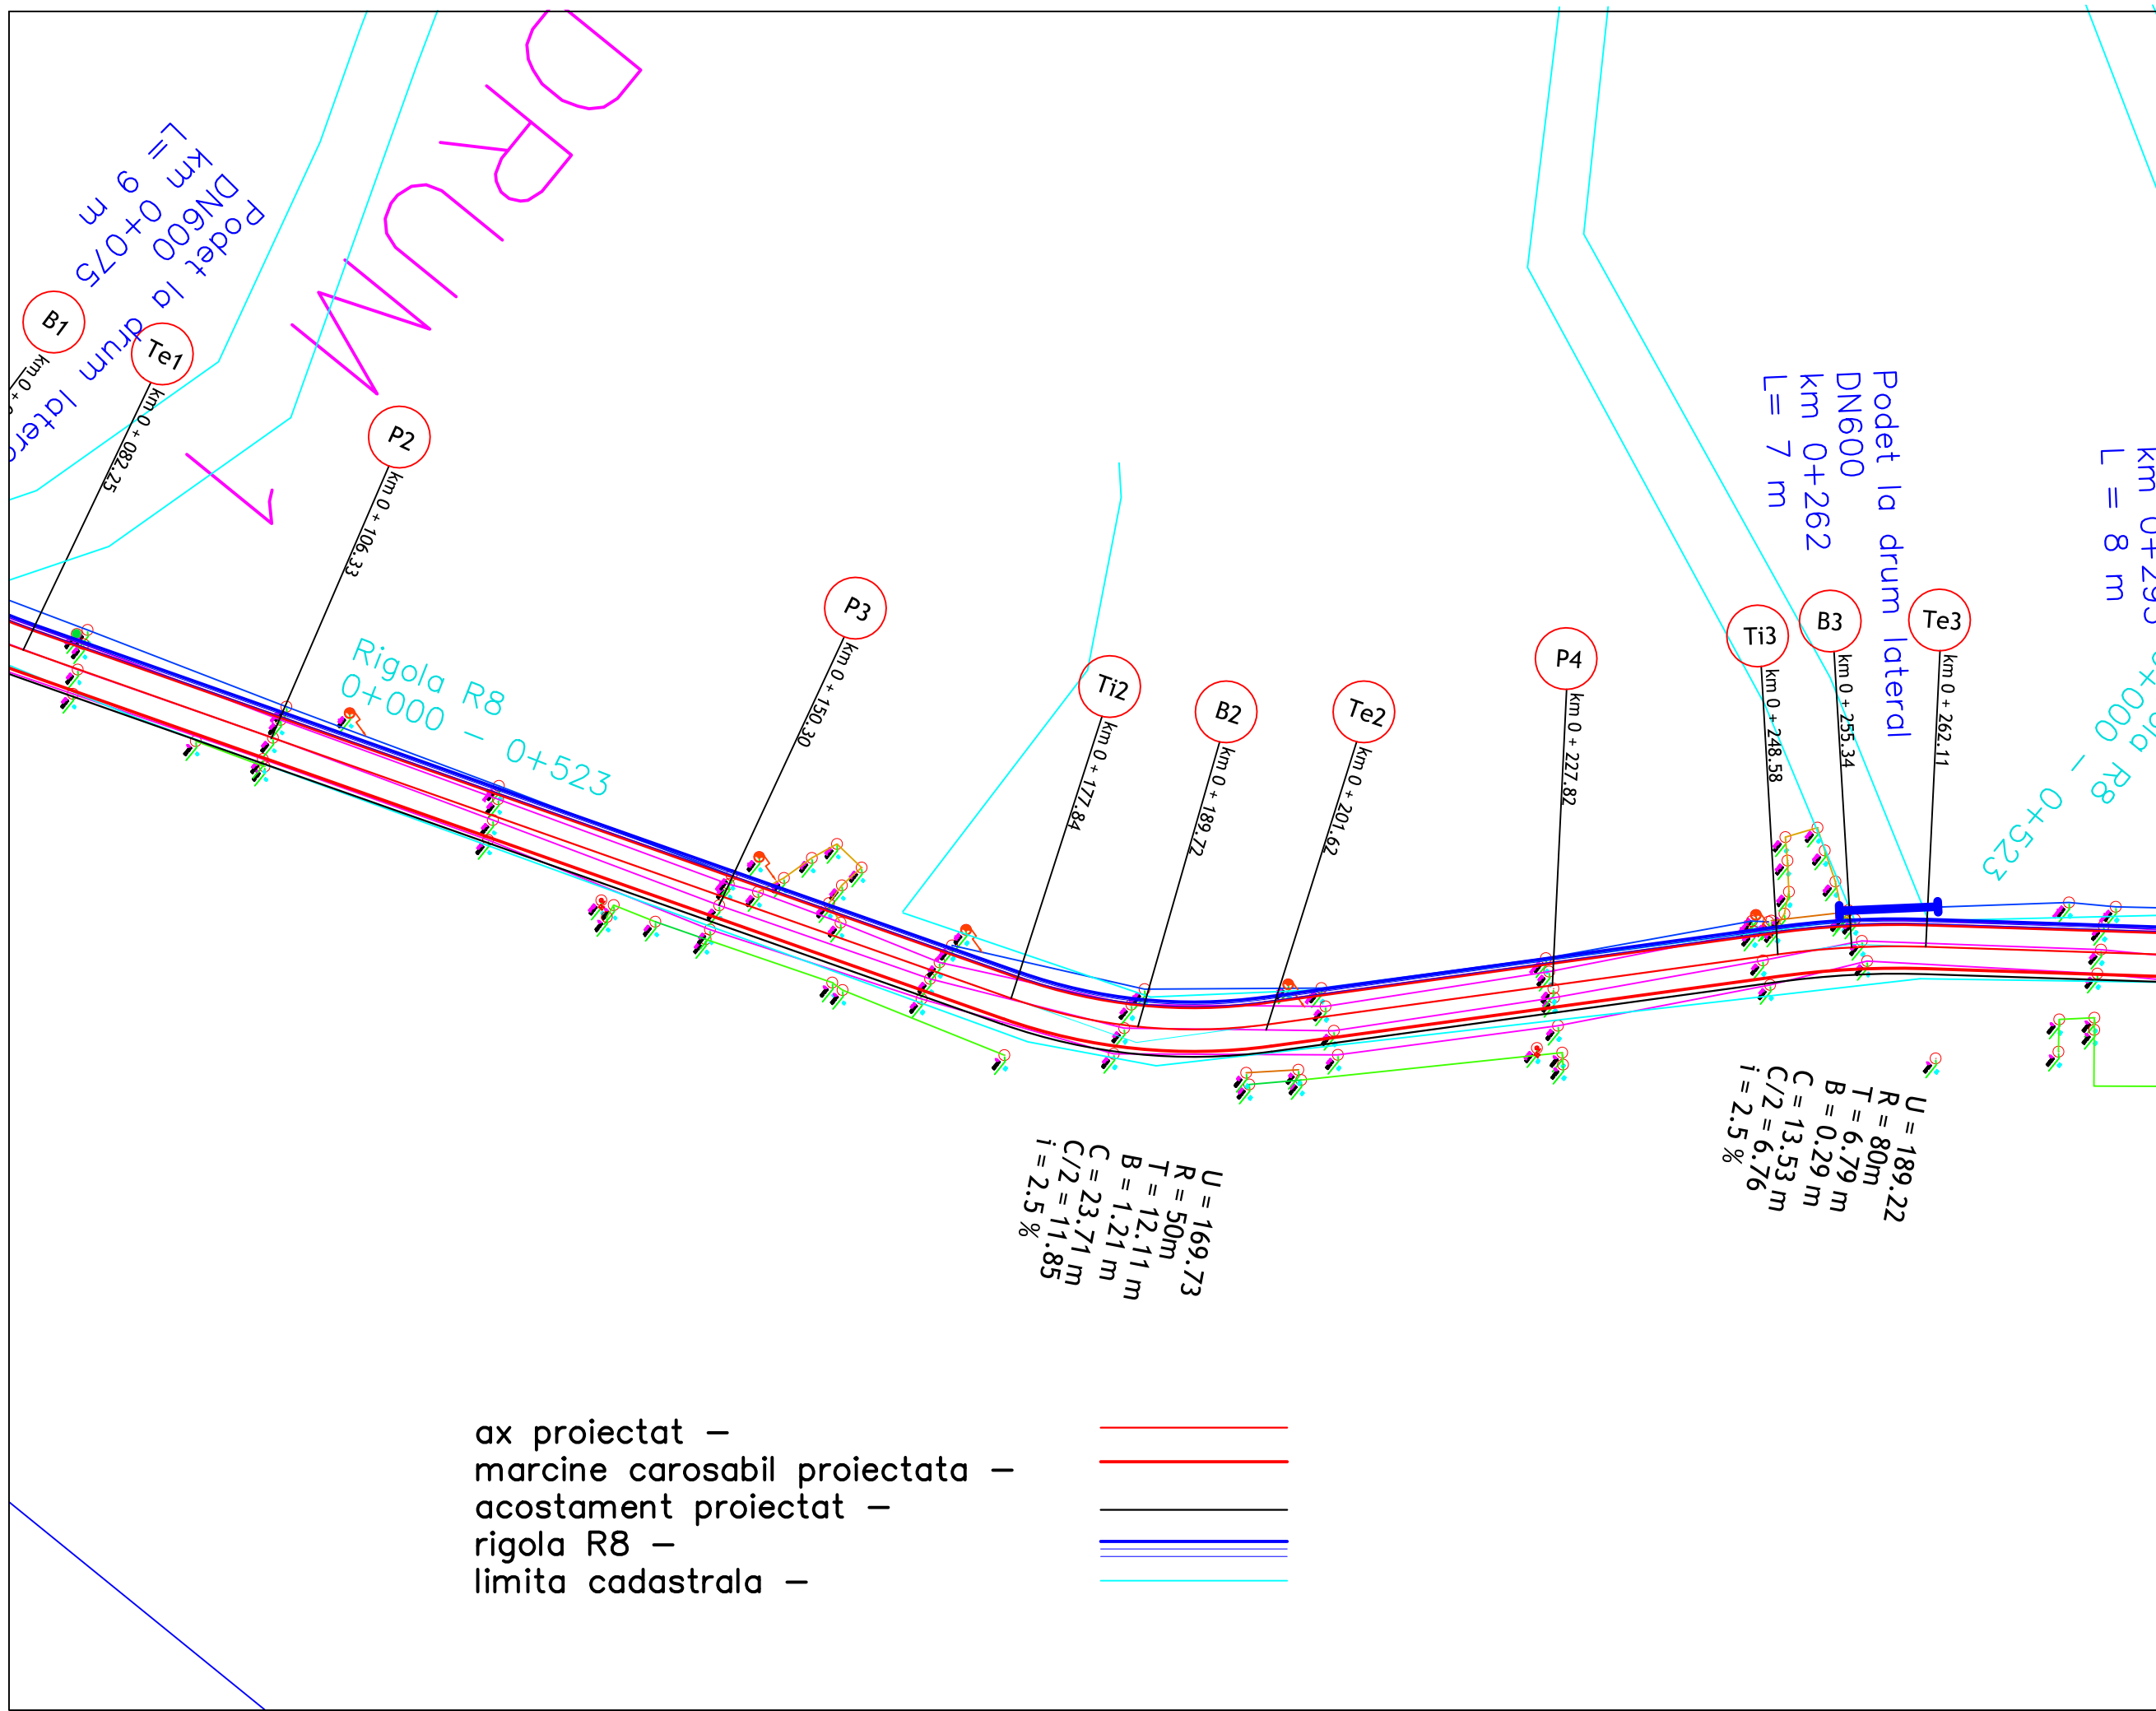 DRUM 1
Podet la drum latera
DN600
km 0+075
L= 9 m
B1
km 0 +
Te1
km 0 + 082.25
P2
km 0 + 106.33
Rigola R8
0+000 – 0+523
P3
km 0 + 150.30
Ti2
km 0 + 177.84
B2
km 0 + 189.72
Te2
km 0 + 201.62
P4
km 0 + 227.82
Ti3
km 0 + 248.58
B3
km 0 + 255.34
Te3
km 0 + 262.11
Podet la drum lateral
DN600
km 0+262
L= 7 m
km 0+293
L = 8 m
R8
+000 – 0+523
U = 169.73
R = 50m
T = 12.11 m
B = 1.21 m
C = 23.71 m
C/2 = 11.85
i = 2.5 %
U = 189.22
R = 80m
T = 6.79 m
B = 0.29 m
C = 13.53 m
C/2 = 6.76
i = 2.5 %
ax proiectat –
marcine carosabil proiectata –
acostament proiectat –
rigola R8 –
limita cadastrala –